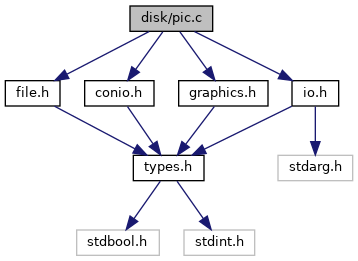 disk/pic.c
file.h
conio.h
graphics.h
io.h
types.h
stdarg.h
stdbool.h
stdint.h